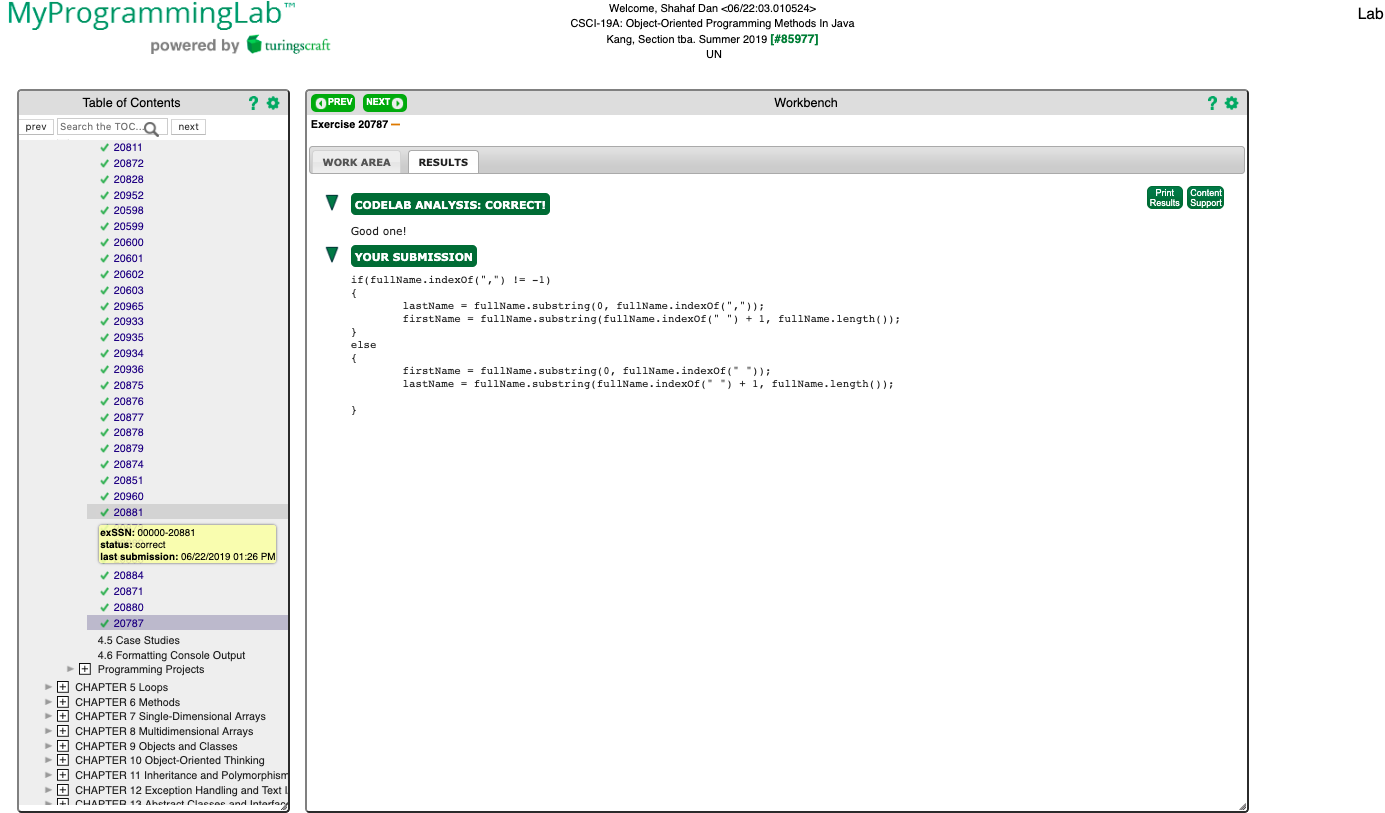 MyProgrammingLab™
powered by turingscraft
Welcome, Shahaf Dan <06/22:03.010524>
CSCI-19A: Object-Oriented Programming Methods In Java
Kang, Section tba. Summer 2019 [#85977]
UN
Lab
Table of Contents ?
prev Search the TOC... next
20811
20872
20828
20952
20598
20599
20600
20601
20602
20603
20965
20933
20935
20934
20936
20875
20876
20877
20878
20879
20874
20851
20960
20881
exSSN: 00000-20881
status: correct
last submission: 06/22/2019 01:26 PM
20884
20871
20880
20787
4.5 Case Studies
4.6 Formatting Console Output
Programming Projects
CHAPTER 5 Loops
CHAPTER 6 Methods
CHAPTER 7 Single-Dimensional Arrays
CHAPTER 8 Multidimensional Arrays
CHAPTER 9 Objects and Classes
CHAPTER 10 Object-Oriented Thinking
CHAPTER 11 Inheritance and Polymorphism
CHAPTER 12 Exception Handling and Text I
CHAPTER 13 Abstract Classes and Interfac
PREV NEXT Workbench ?
Exercise 20787 —
WORK AREA RESULTS
CODELAB ANALYSIS: CORRECT!
Print Results Content Support
Good one!
YOUR SUBMISSION
if(fullName.indexOf(",") != -1)
{
lastName = fullName.substring(0, fullName.indexOf(","));
firstName = fullName.substring(fullName.indexOf(" ") + 1, fullName.length());
}
else
{
firstName = fullName.substring(0, fullName.indexOf(" "));
lastName = fullName.substring(fullName.indexOf(" ") + 1, fullName.length());
}